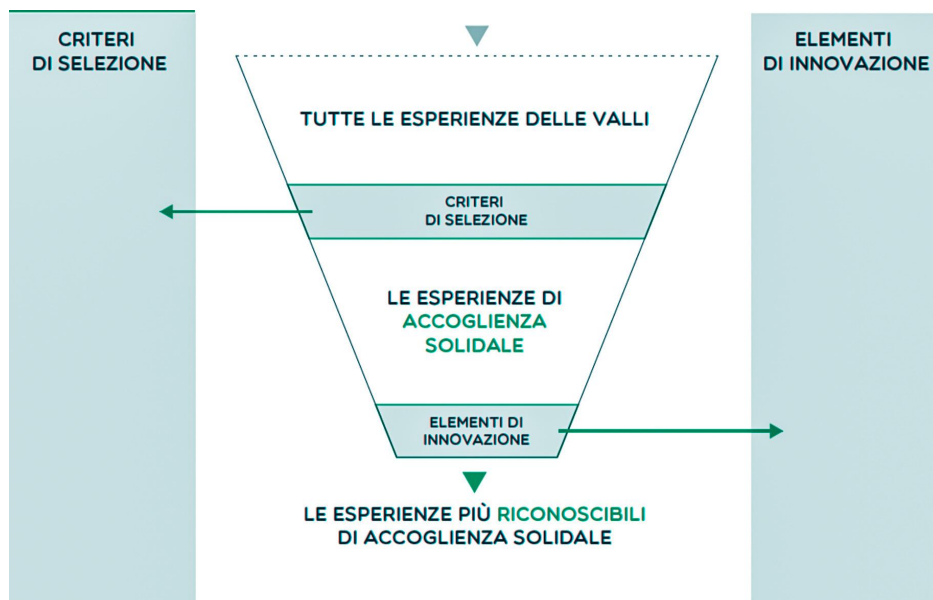 CRITERI
DI SELEZIONE
TUTTE LE ESPERIENZE DELLE VALLI
CRITERI
DI SELEZIONE
LE ESPERIENZE DI
ACCOGLIENZA
SOLIDALE
ELEMENTI DI
INNOVAZIONE
LE ESPERIENZE PIÙ RICONOSCIBILI
DI ACCOGLIENZA SOLIDALE
ELEMENTI
DI INNOVAZIONE